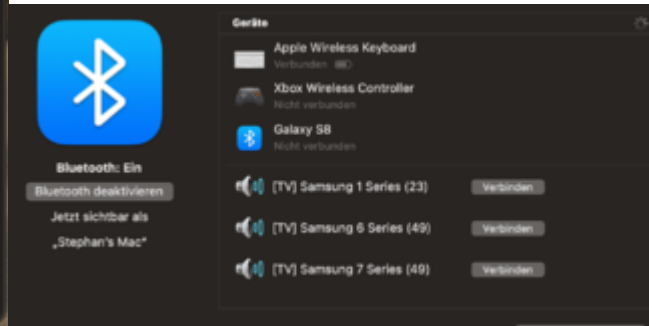 Geräte
Apple Wireless Keyboard
Verbunden
Xbox Wireless Controller
Nicht verbunden
Galaxy S8
Nicht verbunden
Bluetooth: Ein
Bluetooth deaktivieren
Jetzt sichtbar als
„Stephan's Mac“
[TV] Samsung 1 Series (23) Verbinden
[TV] Samsung 6 Series (49) Verbinden
[TV] Samsung 7 Series (49) Verbinden